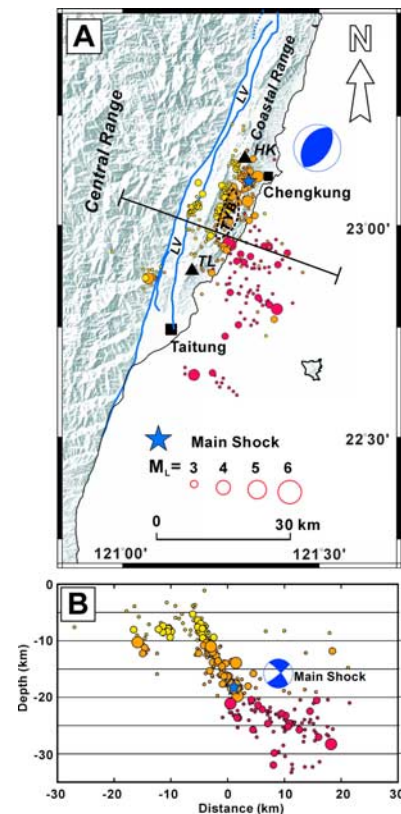 A
N
LV
Coastal Range
HK
Central Range
Chengkung
TYB
23°00'
LV
TL
Taitung
22°30'
Main Shock
ML= 3 4 5 6
0 30 km
121°00' 121°30'
B
0
-10
Main Shock
-20
-30
Depth (km)
-30 -20 -10 0 10 20 30
Distance (km)